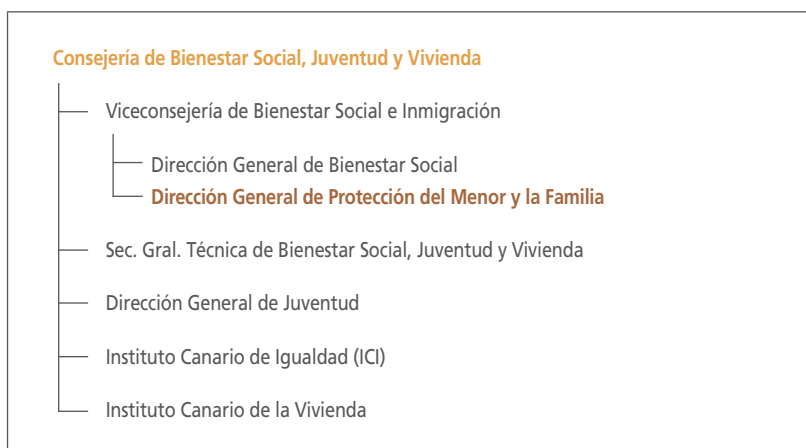 Consejería de Bienestar Social, Juventud y Vivienda
Viceconsejería de Bienestar Social e Inmigración
Dirección General de Bienestar Social
Dirección General de Protección del Menor y la Familia
Sec. Gral. Técnica de Bienestar Social, Juventud y Vivienda
Dirección General de Juventud
Instituto Canario de Igualdad (ICI)
Instituto Canario de la Vivienda